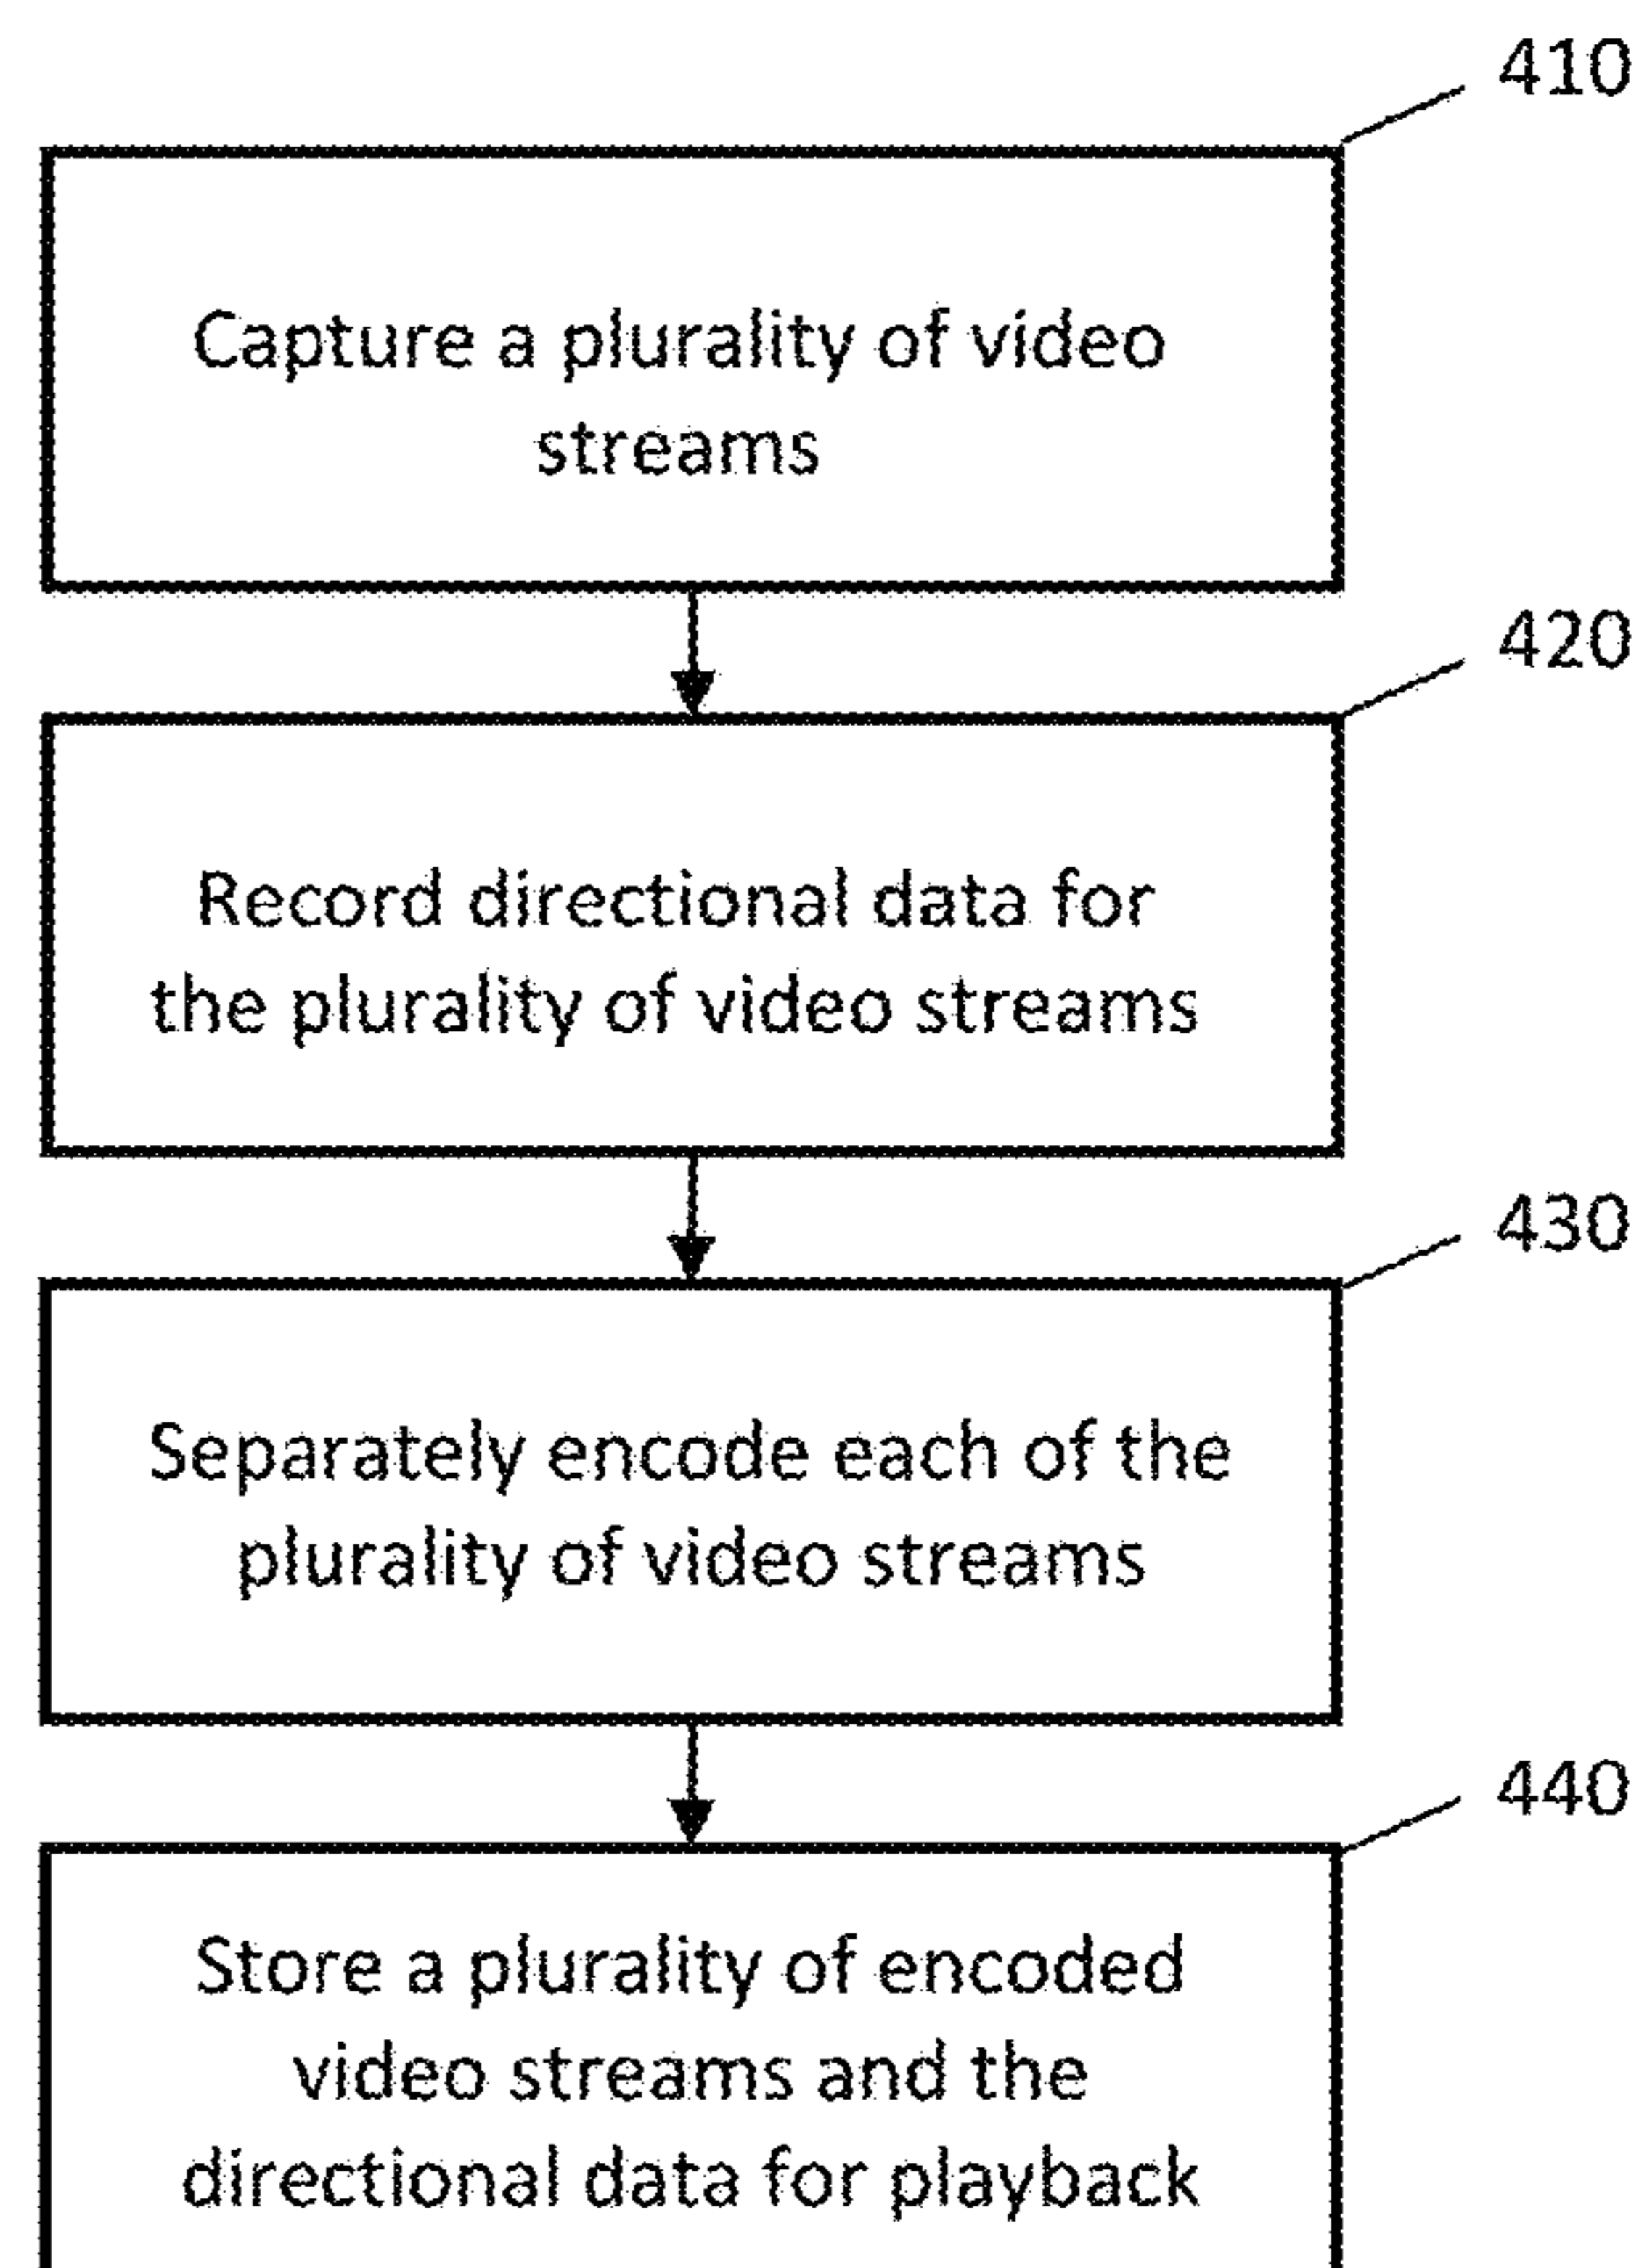 410
Capture a plurality of video
streams
420
Record directional data for
the plurality of video streams
430
Separately encode each of the
plurality of video streams
440
Store a plurality of encoded
video streams and the
directional data for playback